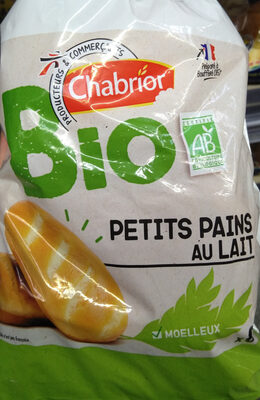 PRODUCTEURS & COMMERÇANTS
Chabrior
BIO
AB
PETITS PAINS
AU LAIT
MOELLEUX